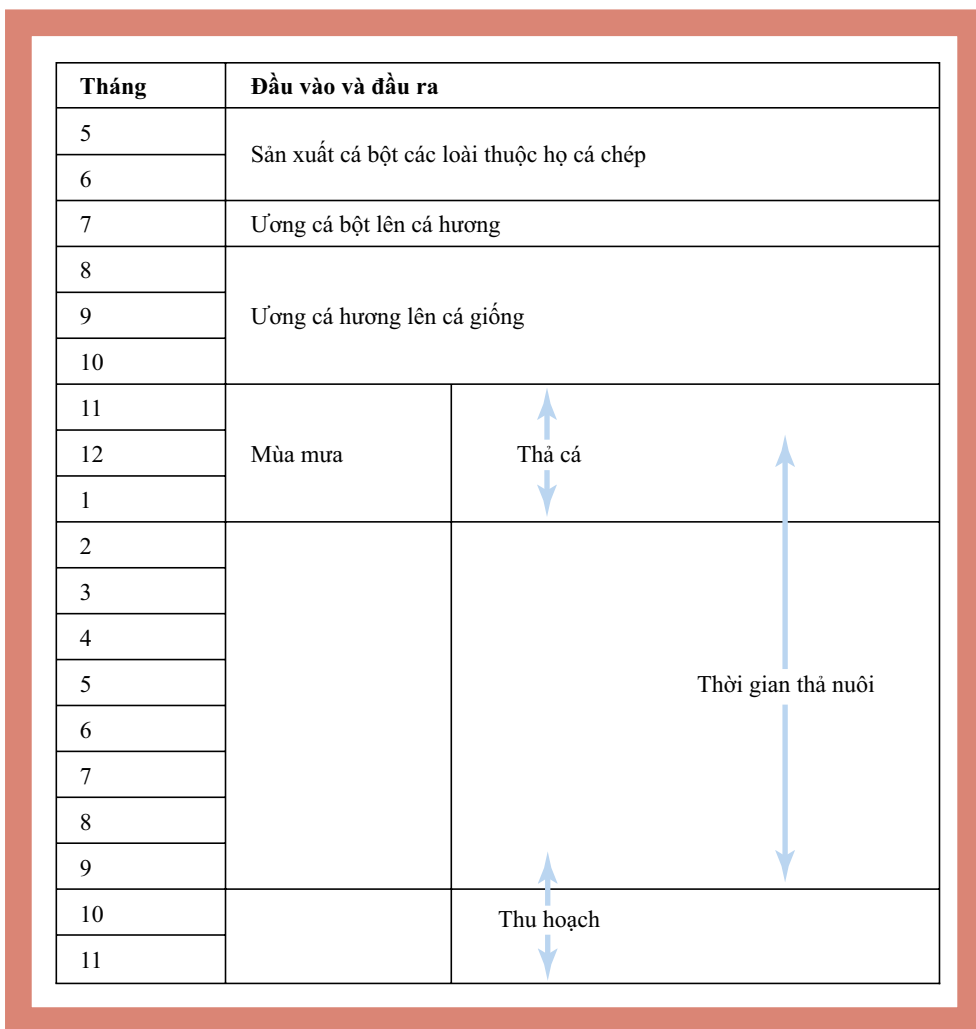 Tháng Đầu vào và đầu ra
5
Sản xuất cá bột các loài thuộc họ cá chép
6
7 Ương cá bột lên cá hương
8
9 Ương cá hương lên cá giống
10
11
12 Mùa mưa Thả cá
1
2
3
4
5 Thời gian thả nuôi
6
7
8
9
10 Thu hoạch
11